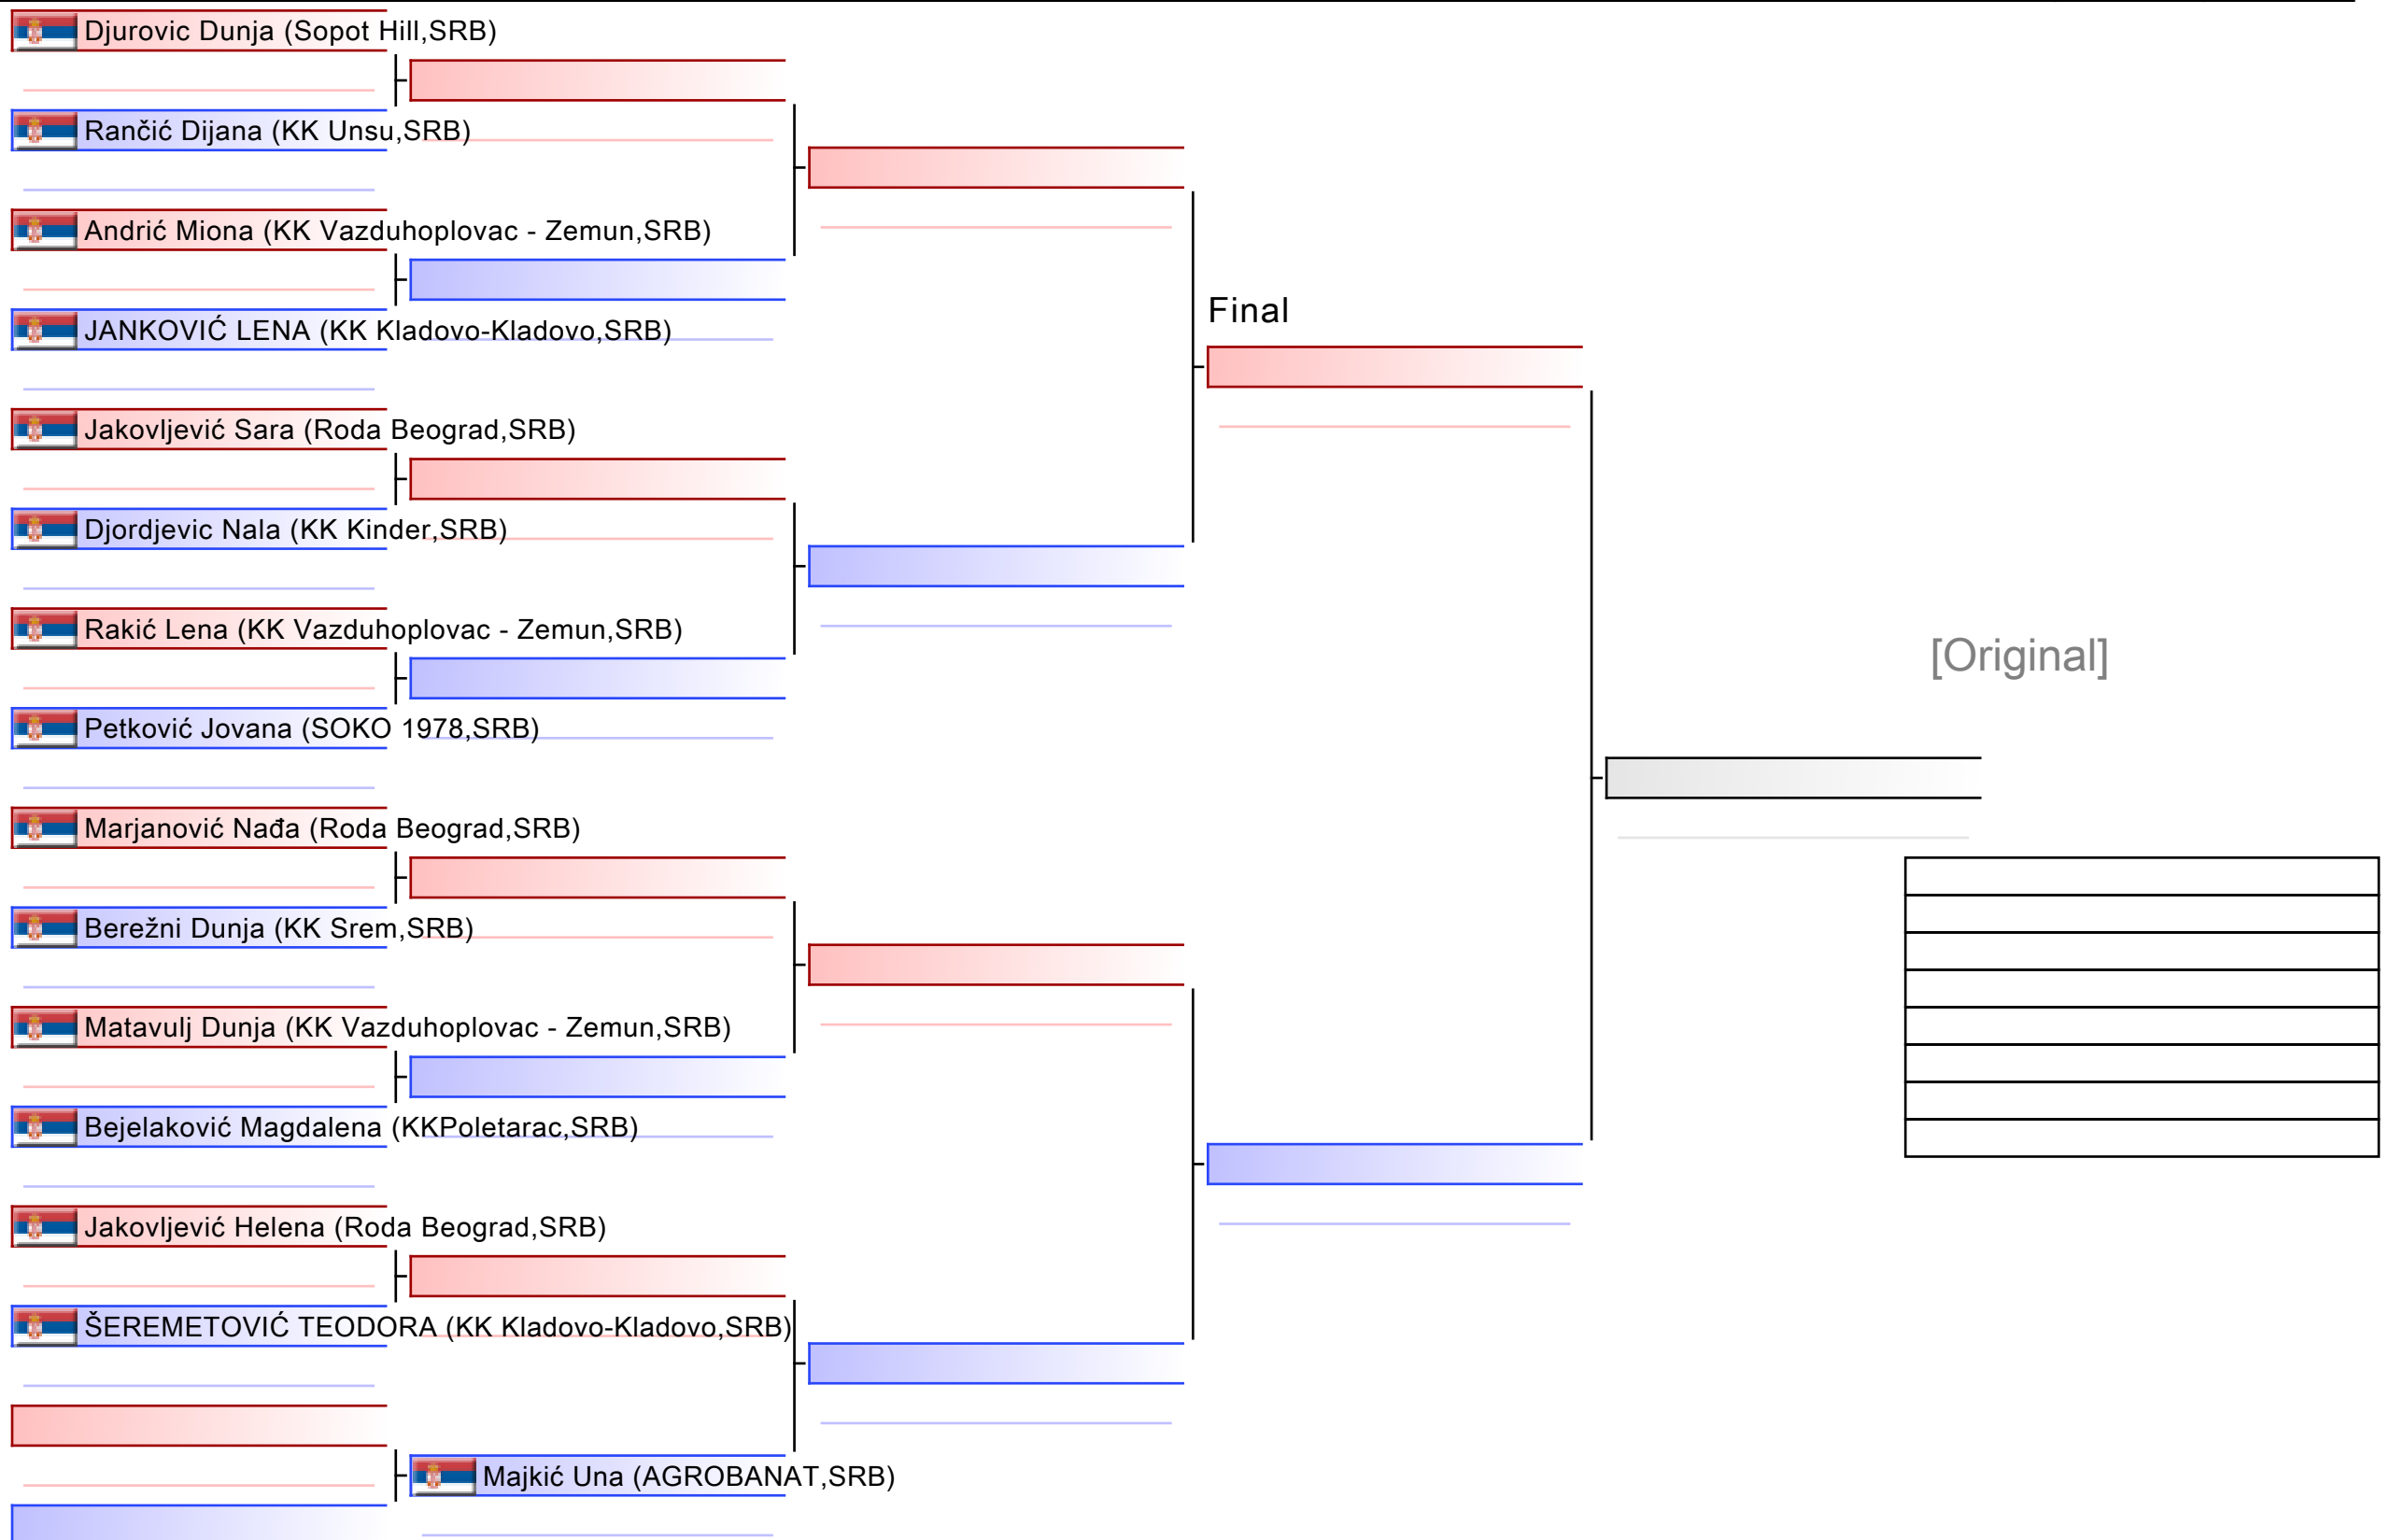 Djurovic Dunja (Sopot Hill,SRB)
Rančić Dijana (KK Unsu,SRB)
Andrić Miona (KK Vazduhoplovac - Zemun,SRB)
JANKOVIĆ LENA (KK Kladovo-Kladovo,SRB)
Jakovljević Sara (Roda Beograd,SRB)
Djordjevic Nala (KK Kinder,SRB)
Rakić Lena (KK Vazduhoplovac - Zemun,SRB)
Petković Jovana (SOKO 1978,SRB)
Marjanović Nađa (Roda Beograd,SRB)
Berežni Dunja (KK Srem,SRB)
Matavulj Dunja (KK Vazduhoplovac - Zemun,SRB)
Bejelaković Magdalena (KKPoletarac,SRB)
Jakovljević Helena (Roda Beograd,SRB)
ŠEREMETOVIĆ TEODORA (KK Kladovo-Kladovo,SRB)
Majkić Una (AGROBANAT,SRB)
Final
[Original]